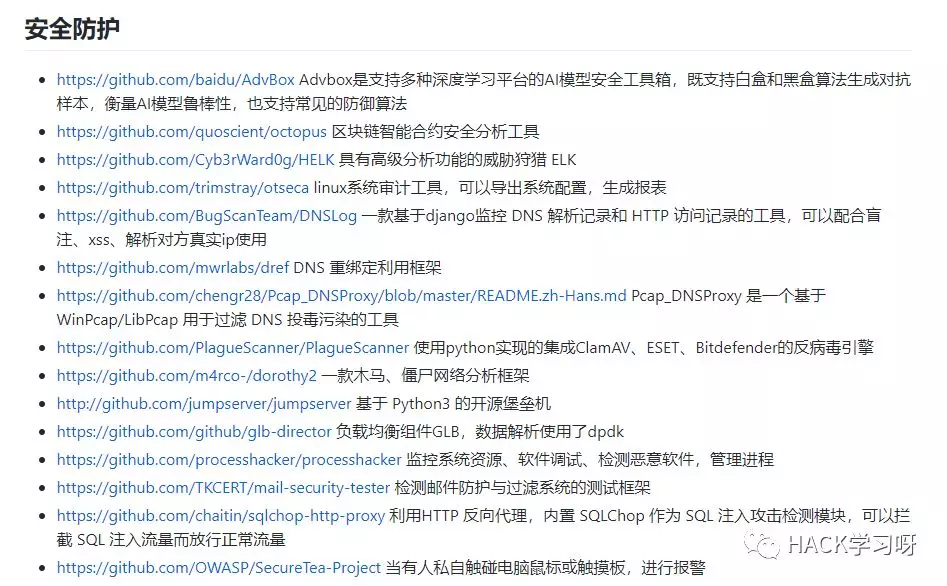 安全防护
https://github.com/baidu/AdvBox Advbox是支持多种深度学习平台的AI模型安全工具箱，既支持白盒和黑盒算法生成对抗
样本，衡量AI模型鲁棒性，也支持常见的防御算法
https://github.com/quoscient/octopus 区块链智能合约安全分析工具
https://github.com/Cyb3rWard0g/HELK 具有高级分析功能的威胁狩猎 ELK
https://github.com/trimstray/otseca linux系统审计工具，可以导出系统配置，生成报表
https://github.com/BugScanTeam/DNSLog 一款基于django监控 DNS 解析记录和 HTTP 访问记录的工具，可以配合盲
注、xss、解析对方真实ip使用
https://github.com/mwrlabs/dref DNS 重绑定利用框架
https://github.com/chengr28/Pcap_DNSProxy/blob/master/README.zh-Hans.md Pcap_DNSProxy 是一个基于
WinPcap/LibPcap 用于过滤 DNS 投毒污染的工具
https://github.com/PlagueScanner/PlagueScanner 使用python实现的集成ClamAV、ESET、Bitdefender的反病毒引擎
https://github.com/m4rco-/dorothy2 一款木马、僵尸网络分析框架
http://github.com/jumpserver/jumpserver 基于 Python3 的开源堡垒机
https://github.com/github/glb-director 负载均衡组件GLB，数据解析使用了dpdk
https://github.com/processhacker/processhacker 监控系统资源、软件调试、检测恶意软件，管理进程
https://github.com/TKCERT/mail-security-tester 检测邮件防护与过滤系统的测试框架
https://github.com/chaitin/sqlchop-http-proxy 利用HTTP 反向代理，内置 SQLChop 作为 SQL 注入攻击检测模块，可以拦
截 SQL 注入流量而放行正常流量
HACK学习呀
https://github.com/OWASP/SecureTea-Project 当有人私自触碰电脑鼠标或触摸板，进行报警